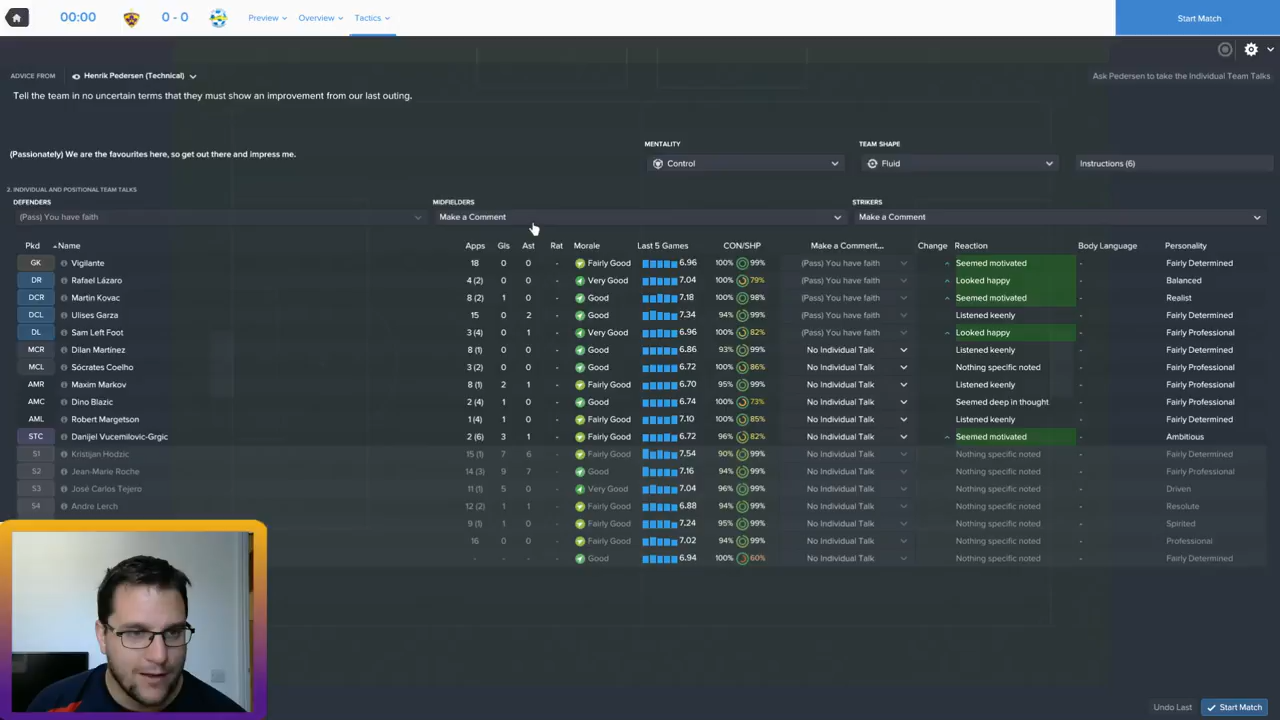 00:00 0 - 0 Preview Overview Tactics Start Match
ADVICE FROM Henrik Pedersen (Technical) Ask Pedersen to take the Individual Team Talks
Tell the team in no uncertain terms that they must show an improvement from our last outing.
MENTALITY TEAM SHAPE
(Passionately) We are the favourites here, so get out there and impress me. Control Fluid Instructions (6)
2. INDIVIDUAL AND POSITIONAL TEAM TALKS
DEFENDERS MIDFIELDERS STRIKERS
(Pass) You have faith Make a Comment Make a Comment
Pkd Name Apps Gls Ast Rat Morale Last 5 Games CON/SHP Make a Comment... Change Reaction Body Language Personality
GK Vigilante 18 0 0 - Fairly Good 6.96 100% 99% (Pass) You have faith Seemed motivated - Fairly Determined
DR Rafael Lázaro 4 (2) 0 0 - Very Good 7.04 100% 79% (Pass) You have faith Looked happy - Balanced
DCR Martin Kovac 8 (2) 1 0 - Good 7.18 100% 98% (Pass) You have faith Seemed motivated - Realist
DCL Ulises Garza 15 0 2 - Good 7.34 94% 99% (Pass) You have faith Listened keenly - Fairly Determined
DL Sam Left Foot 3 (4) 0 1 - Very Good 6.96 100% 82% (Pass) You have faith Looked happy - Fairly Professional
MCR Dilan Martínez 8 (1) 0 0 - Good 6.86 93% 99% No Individual Talk Listened keenly - Fairly Determined
MCL Sócrates Coelho 3 (2) 0 0 - Good 6.72 100% 86% No Individual Talk Nothing specific noted - Fairly Professional
AMR Maxim Markov 8 (1) 2 1 - Fairly Good 6.70 95% 99% No Individual Talk Listened keenly - Fairly Professional
AMC Dino Blazic 2 (4) 1 0 - Good 6.74 100% 73% No Individual Talk Seemed deep in thought - Fairly Professional
AML Robert Margetson 1 (4) 1 0 - Fairly Good 7.10 100% 85% No Individual Talk Listened keenly - Fairly Determined
STC Danijel Vucemilovic-Grgic 2 (6) 3 1 - Fairly Good 6.72 96% 82% No Individual Talk Seemed motivated - Ambitious
S1 Kristijan Hodzic 15 (1) 7 6 - Fairly Good 7.54 90% 99% No Individual Talk Nothing specific noted - Fairly Determined
S2 Jean-Marie Roche 14 (3) 9 7 - Good 7.16 94% 99% No Individual Talk Nothing specific noted - Fairly Professional
S3 José Carlos Tejero 11 (1) 5 0 - Very Good 7.04 96% 99% No Individual Talk Nothing specific noted - Driven
S4 Andre Lerch 12 (2) 1 1 - Fairly Good 6.88 94% 99% No Individual Talk Nothing specific noted - Resolute
9 (1) 1 0 - Fairly Good 7.24 95% 99% No Individual Talk Nothing specific noted - Spirited
16 0 0 - Fairly Good 7.02 94% 99% No Individual Talk Nothing specific noted - Professional
- - - - Good 6.94 100% 60% No Individual Talk Nothing specific noted - Fairly Determined
Undo Last Start Match